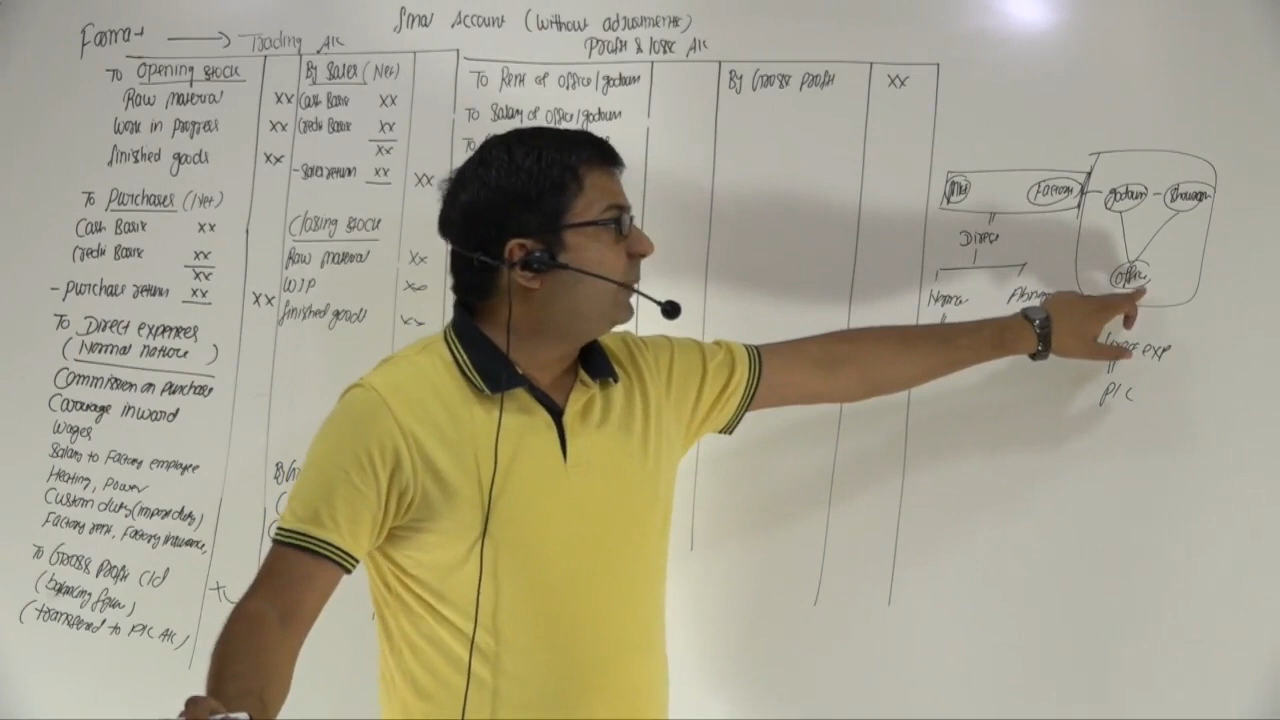 Final Account (without adjustments)
Format → Trading A/c
Profit & loss A/c
To Opening stock
Raw material xx
Work in progress xx
finished goods xx
To Purchases (Net)
Cash Basis xx
Credit Basis xx
xx
- purchase return xx xx
To Direct expenses
(Normal nature)
Commission on purchase
Carriage inward
Wages
Salary to Factory employee
Heating, Power
Custom duty (import duty)
Factory rent, Factory insurance,
To Gross Profit c/d
(balancing figure)
(transferred to P/L A/c)
By Sales (Net)
Cash Basis xx
Credit Basis xx
xx
- Sales return xx xx
Closing stock
Raw material xx
WIP xx
finished goods xx
To Rent of office/godown
To Salary of office/godown
To
By Gross profit xx
Factory - godown - Showroom
Direct
office
exp
P/L